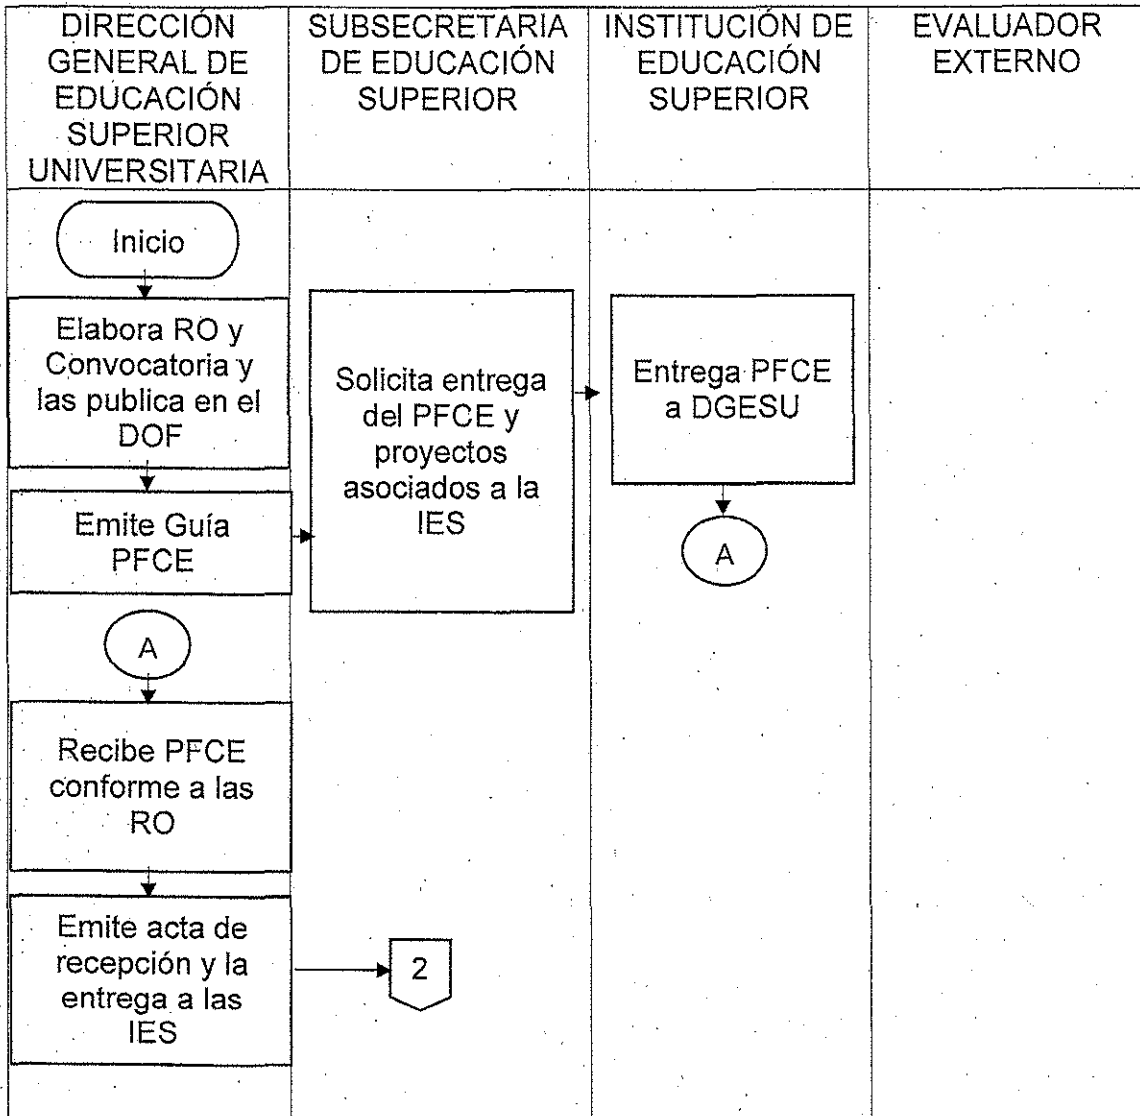 DIRECCIÓN
GENERAL DE
EDUCACIÓN
SUPERIOR
UNIVERSITARIA
SUBSECRETARIA
DE EDUCACIÓN
SUPERIOR
INSTITUCIÓN DE
EDUCACIÓN
SUPERIOR
EVALUADOR
EXTERNO
Inicio
Elabora RO y
Convocatoria y
las publica en el
DOF
Emite Guía
PFCE
Solicita entrega
del PFCE y
proyectos
asociados a la
IES
Entrega PFCE
a DGESU
A
A
Recibe PFCE
conforme a las
RO
Emite acta de
recepción y la
entrega a las
IES
2